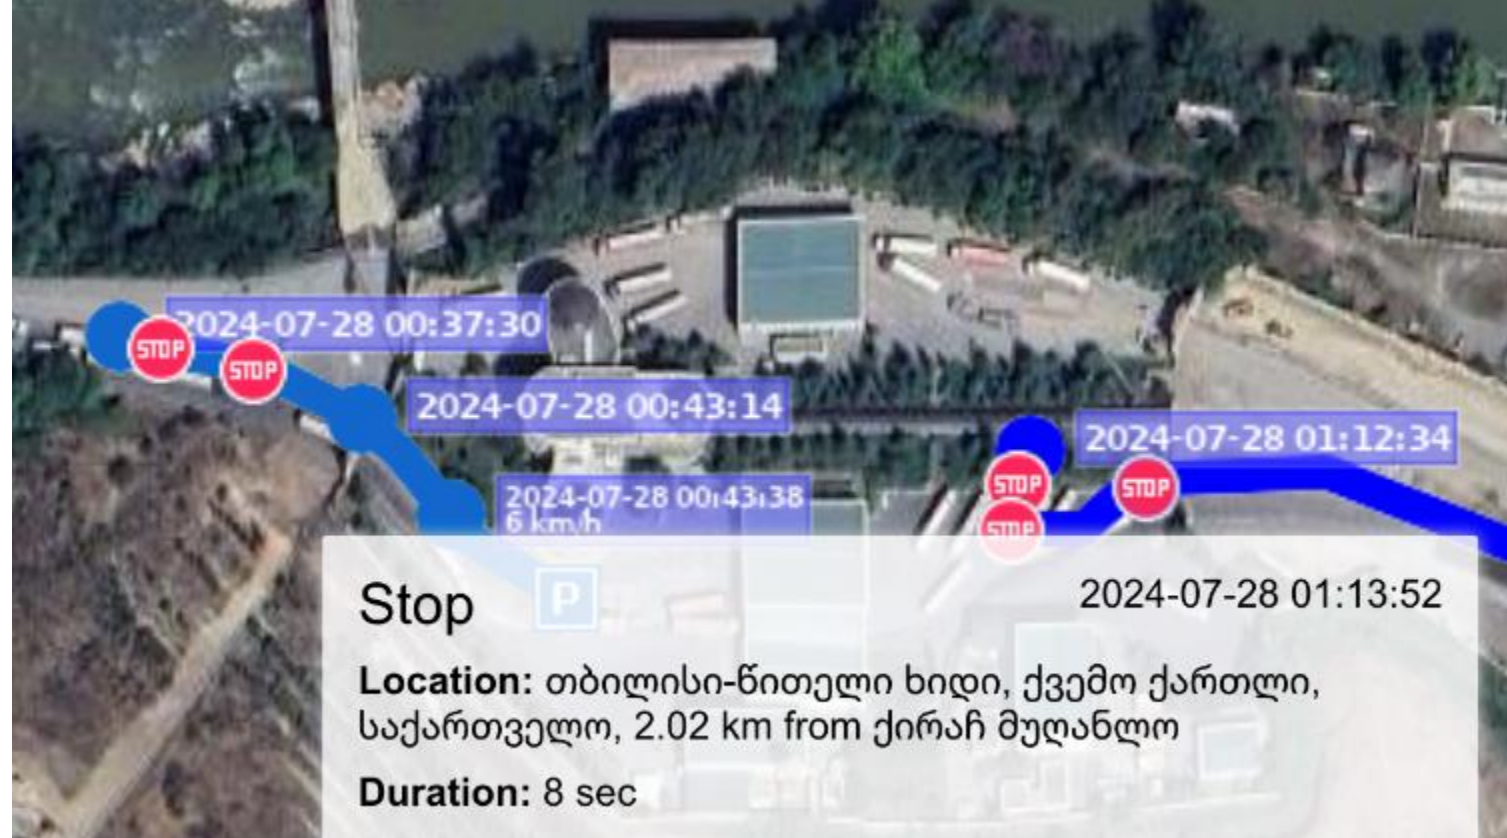 2024-07-28 00:37:30
STOP
STOP
2024-07-28 00:43:14
2024-07-28 01:12:34
STOP
STOP
2024-07-28 00:43:38
6 km/h
STOP
P
Stop
2024-07-28 01:13:52
Location: თბილისი-წითელი ხიდი, ქვემო ქართლი,
საქართველო, 2.02 km from ქირაჩ მუღანლო
Duration: 8 sec